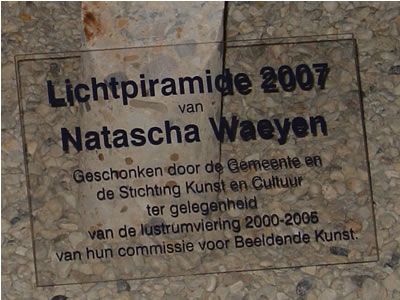 Lichtpiramide 2007
van
Natascha Waeyen
Geschonken door de Gemeente en
de Stichting Kunst en Cultuur
ter gelegenheid
van de lustrumviering 2000-2005
van hun commissie voor Beeldende Kunst.